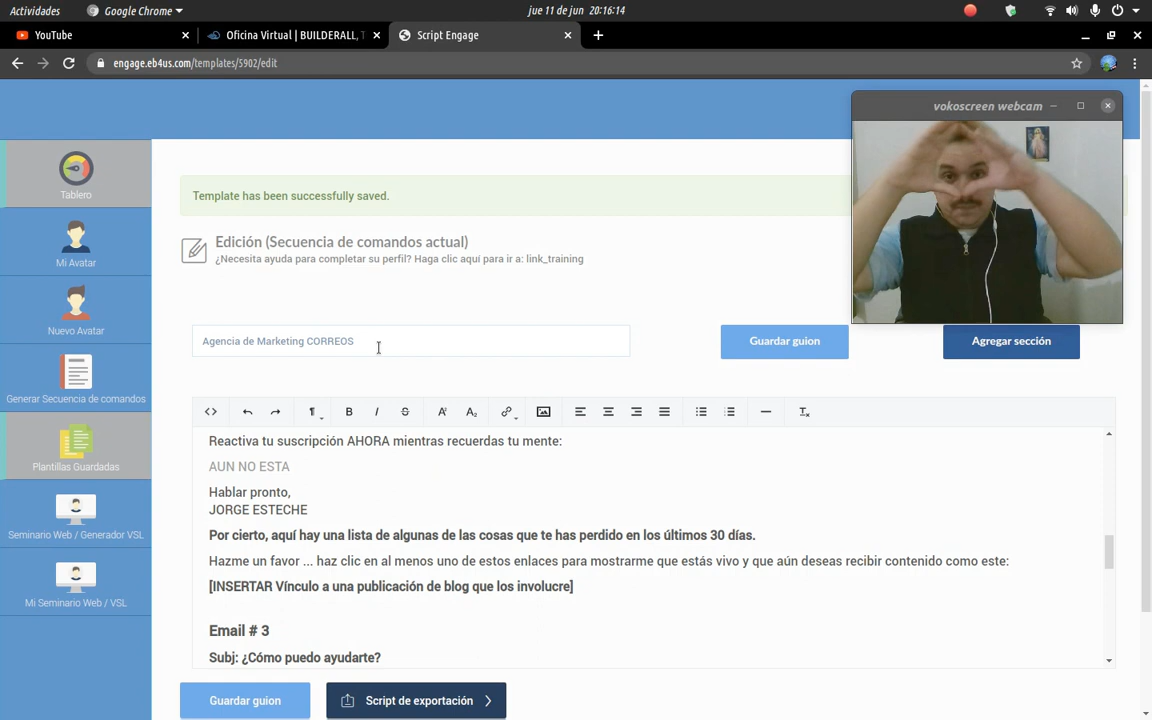 Actividades
Google Chrome
jue 11 de jun 20:16:14
YouTube
Oficina Virtual | BUILDERALL, T
Script Engage
engage.eb4us.com/templates/5902/edit
vokoscreen webcam
Tablero
Mi Avatar
Nuevo Avatar
Generar Secuencia de comandos
Plantillas Guardadas
Seminario Web / Generador VSL
Mi Seminario Web / VSL
Template has been successfully saved.
Edición (Secuencia de comandos actual)
¿Necesita ayuda para completar su perfil? Haga clic aquí para ir a: link_training
Agencia de Marketing CORREOS
Guardar guion
Agregar sección
Reactiva tu suscripción AHORA mientras recuerdas tu mente:
AUN NO ESTA
Hablar pronto,
JORGE ESTECHE
Por cierto, aquí hay una lista de algunas de las cosas que te has perdido en los últimos 30 días.
Hazme un favor ... haz clic en al menos uno de estos enlaces para mostrarme que estás vivo y que aún deseas recibir contenido como este:
[INSERTAR Vínculo a una publicación de blog que los involucre]
Email # 3
Subj: ¿Cómo puedo ayudarte?
Guardar guion
Script de exportación